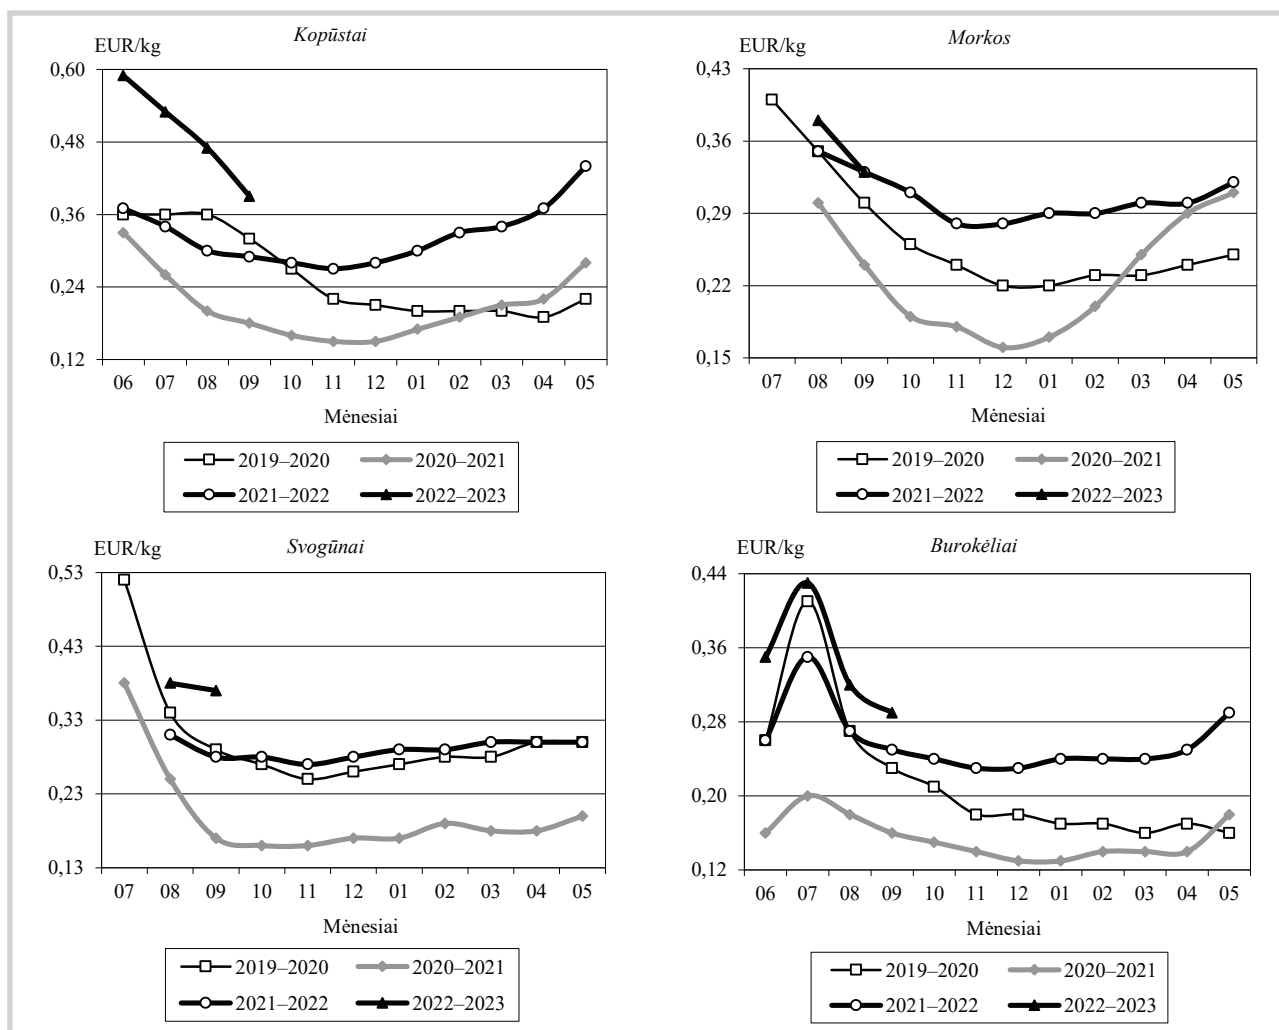 Kopūstai
EUR/kg
0,60
0,48
0,36
0,24
0,12
06 07 08 09 10 11 12 01 02 03 04 05
Mėnesiai
2019–2020 2020–2021
2021–2022 2022–2023
Morkos
EUR/kg
0,43
0,36
0,29
0,22
0,15
07 08 09 10 11 12 01 02 03 04 05
Mėnesiai
2019–2020 2020–2021
2021–2022 2022–2023
Svogūnai
EUR/kg
0,53
0,43
0,33
0,23
0,13
07 08 09 10 11 12 01 02 03 04 05
Mėnesiai
2019–2020 2020–2021
2021–2022 2022–2023
Burokėliai
EUR/kg
0,44
0,36
0,28
0,20
0,12
06 07 08 09 10 11 12 01 02 03 04 05
Mėnesiai
2019–2020 2020–2021
2021–2022 2022–2023